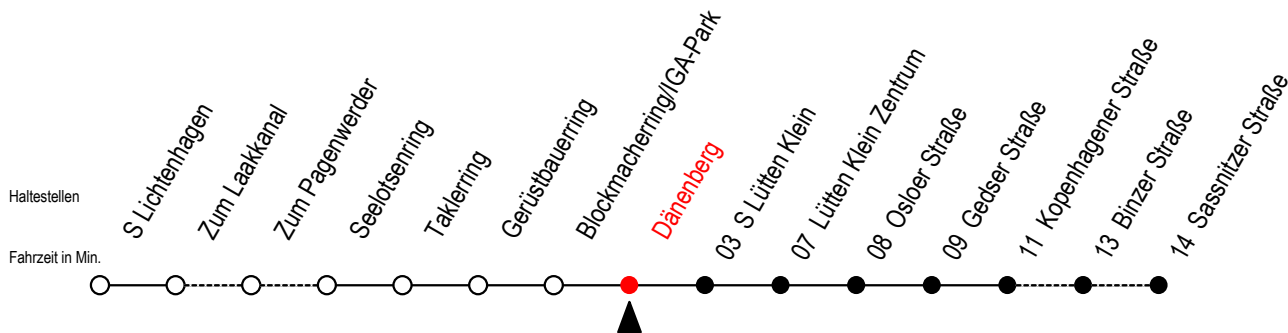 Haltestellen
S Lichtenhagen
Zum Laakkanal
Zum Pagenwerder
Seelotsenring
Taklerring
Gerüstbauerring
Blockmacherring/IGA-Park
Dänenberg
03 S Lütten Klein
07 Lütten Klein Zentrum
08 Osloer Straße
09 Gedser Straße
11 Kopenhagener Straße
13 Binzer Straße
14 Sassnitzer Straße
Fahrzeit in Min.